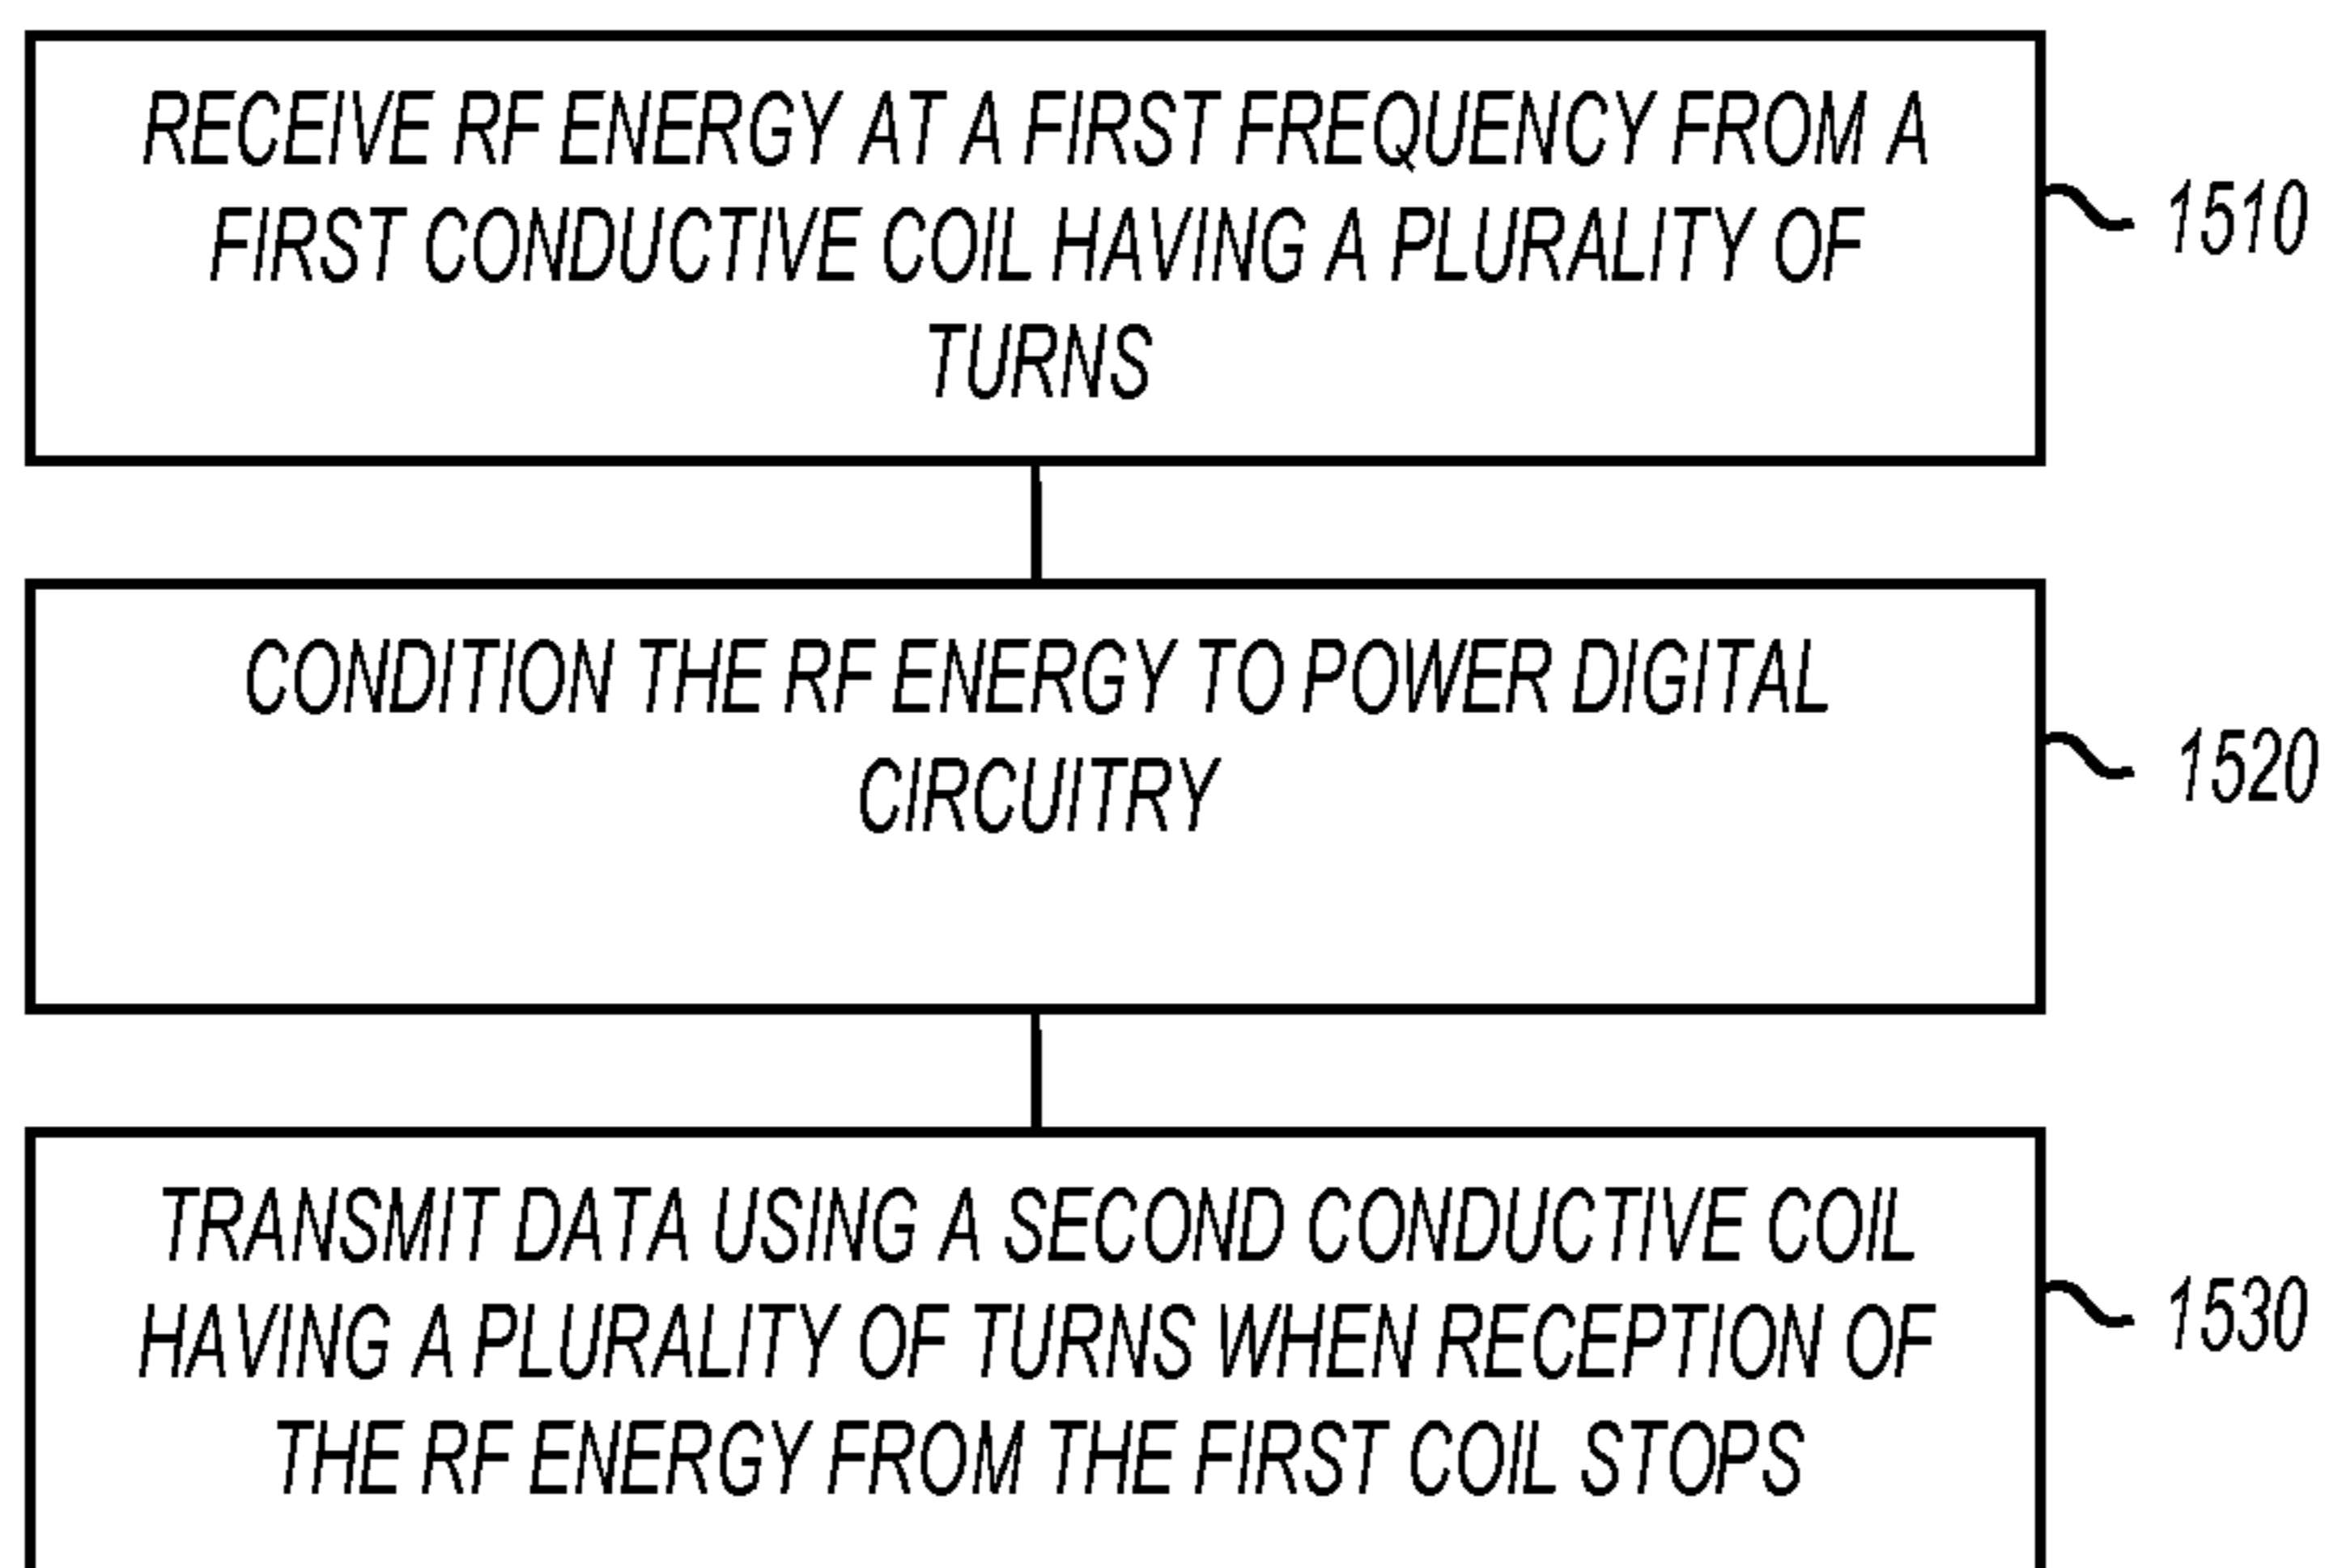 RECEIVE RF ENERGY AT A FIRST FREQUENCY FROM A
FIRST CONDUCTIVE COIL HAVING A PLURALITY OF
TURNS
1510
CONDITION THE RF ENERGY TO POWER DIGITAL
CIRCUITRY
1520
TRANSMIT DATA USING A SECOND CONDUCTIVE COIL
HAVING A PLURALITY OF TURNS WHEN RECEPTION OF
THE RF ENERGY FROM THE FIRST COIL STOPS
1530